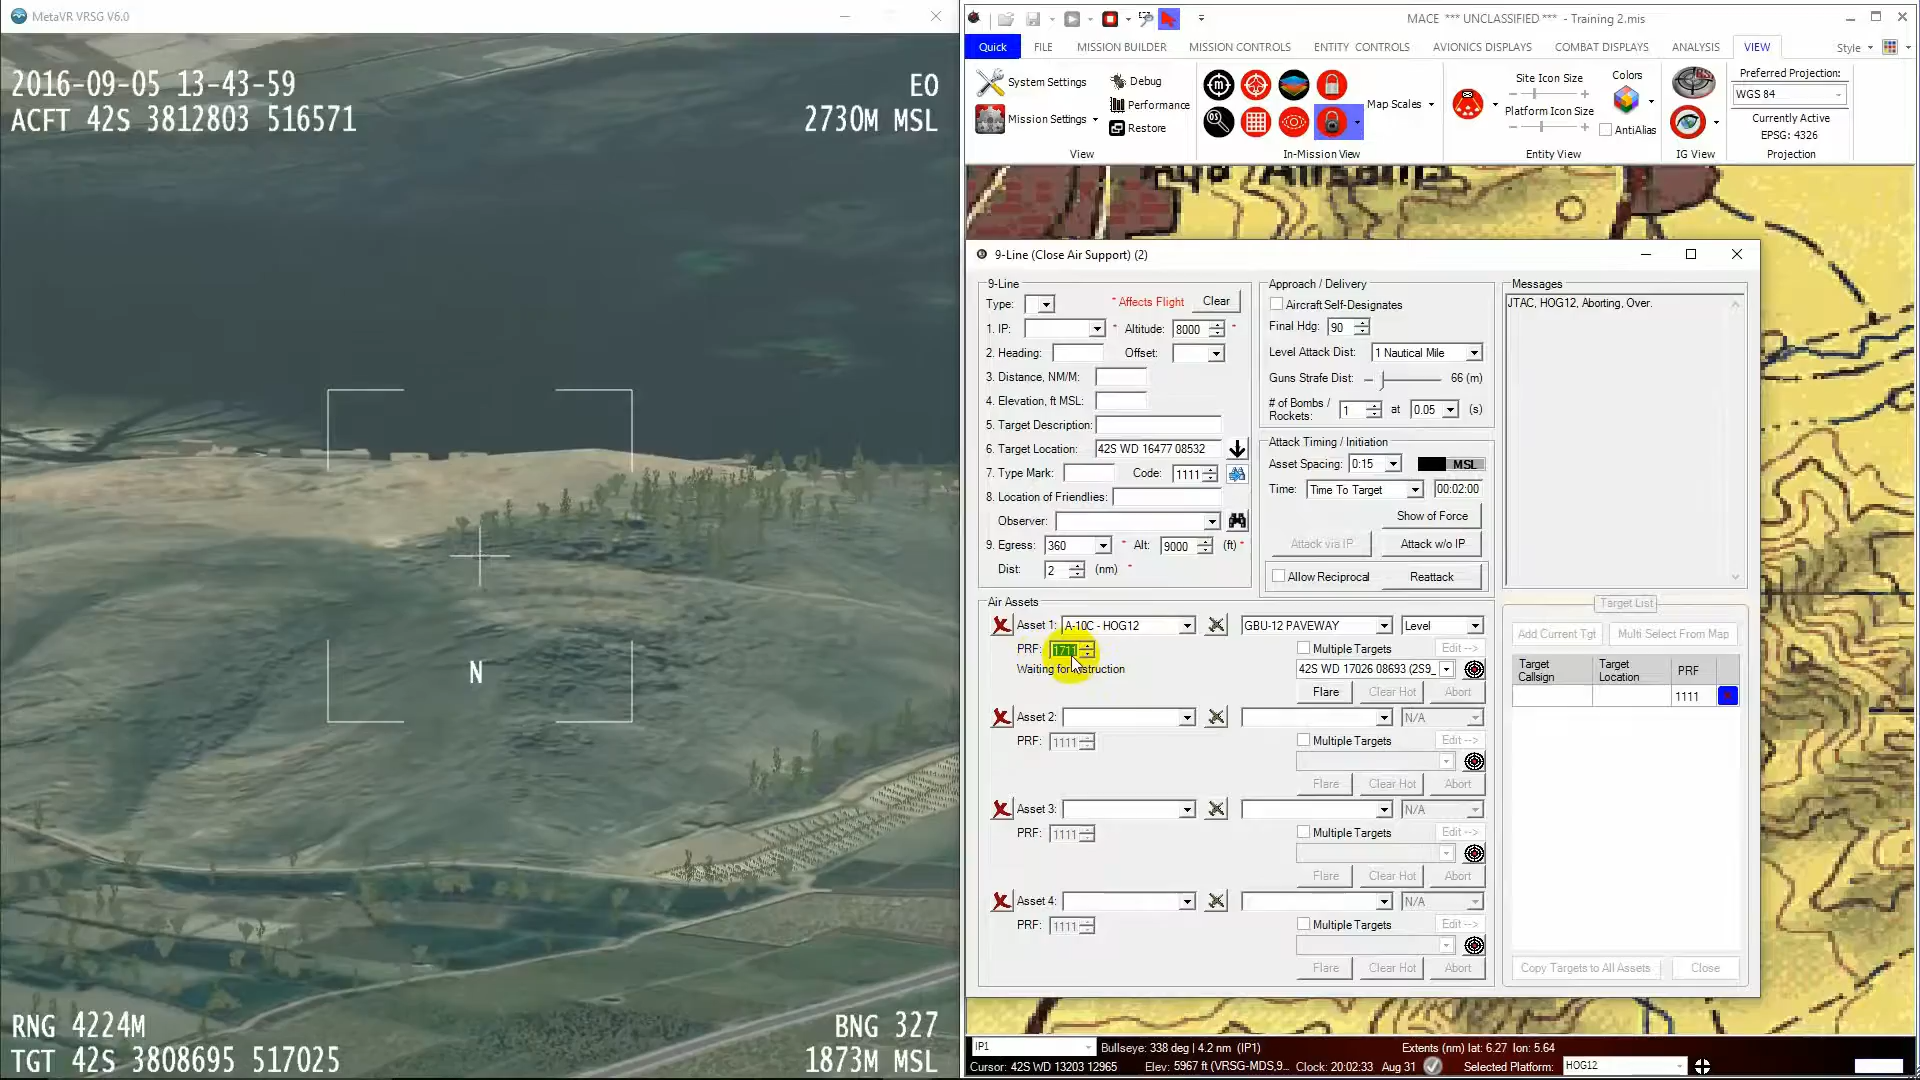 MetaVR VRSG V6.0
2016-09-05 13-43-59
ACFT 42S 3812803 516571
EO
2730M MSL
N
RNG 4224M
TGT 42S 3808695 517025
BNG 327
1873M MSL
MACE *** UNCLASSIFIED *** - Training 2.mis
Quick FILE MISSION BUILDER MISSION CONTROLS ENTITY CONTROLS AVIONICS DISPLAYS COMBAT DISPLAYS ANALYSIS VIEW Style
System Settings
Mission Settings
Debug
Performance
Restore
View
Map Scales
In-Mission View
Site Icon Size
Platform Icon Size
Colors
AntiAlias
Entity View
IG View
Preferred Projection:
WGS 84
Currently Active
EPSG: 4326
Projection
9-Line (Close Air Support) (2)
9-Line
Type: * Affects Flight Clear
1. IP: * Altitude: 8000 *
2. Heading: Offset:
3. Distance, NM/M:
4. Elevation, ft MSL:
5. Target Description:
6. Target Location: 42S WD 16477 08532
7. Type Mark: Code: 1111
8. Location of Friendlies:
Observer:
9. Egress: 360 * Alt: 9000 (ft) *
Dist: 2 (nm) *
Approach / Delivery
Aircraft Self-Designates
Final Hdg: 90
Level Attack Dist: 1 Nautical Mile
Guns Strafe Dist: 66 (m)
# of Bombs / Rockets: 1 at 0.05 (s)
Attack Timing / Initiation
Asset Spacing: 0:15 MSL
Time: Time To Target 00:02:00
Show of Force
Attack via IP Attack w/o IP
Allow Reciprocal Reattack
Messages
JTAC, HOG12, Aborting, Over.
Air Assets
Asset 1: A-10C - HOG12 GBU-12 PAVEWAY Level
PRF: 1711 Multiple Targets Edit -->
Waiting for instruction 42S WD 17026 08693 (2S9_
Flare Clear Hot Abort
Asset 2: N/A
PRF: 1111 Multiple Targets Edit -->
Flare Clear Hot Abort
Asset 3: N/A
PRF: 1111 Multiple Targets Edit -->
Flare Clear Hot Abort
Asset 4: N/A
PRF: 1111 Multiple Targets Edit -->
Flare Clear Hot Abort
Target List
Add Current Tgt Multi Select From Map
Target Callsign Target Location PRF
1111
Copy Targets to All Assets Close
IP1 Bullseye: 338 deg | 4.2 nm (IP1) Extents (nm) lat: 6.27 lon: 5.64
Cursor: 42S WD 13203 12965 Elev: 5967 ft (VRSG-MDS,9... Clock: 20:02:33 Aug 31 Selected Platform: HOG12